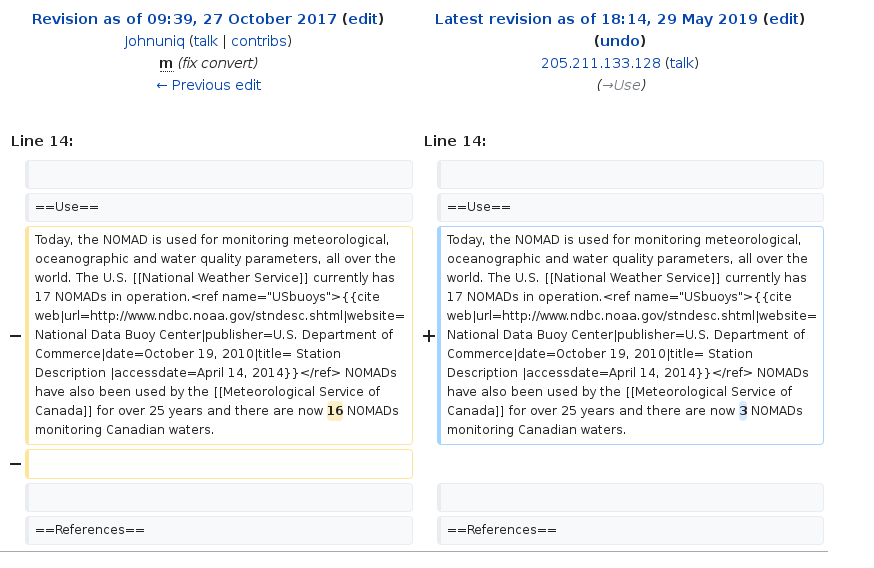 Revision as of 09:39, 27 October 2017 (edit)
Johnuniq (talk | contribs)
m (fix convert)
← Previous edit
Latest revision as of 18:14, 29 May 2019 (edit)
(undo)
205.211.133.128 (talk)
(→Use)
Line 14:
Line 14:
==Use==
==Use==
− Today, the NOMAD is used for monitoring meteorological,
oceanographic and water quality parameters, all over the
world. The U.S. [[National Weather Service]] currently has
17 NOMADs in operation.<ref name="USbuoys">{{cite
web|url=http://www.ndbc.noaa.gov/stndesc.shtml|website=
National Data Buoy Center|publisher=U.S. Department of
Commerce|date=October 19, 2010|title= Station
Description |accessdate=April 14, 2014}}</ref> NOMADs
have also been used by the [[Meteorological Service of
Canada]] for over 25 years and there are now 16 NOMADs
monitoring Canadian waters.
+ Today, the NOMAD is used for monitoring meteorological,
oceanographic and water quality parameters, all over the
world. The U.S. [[National Weather Service]] currently has
17 NOMADs in operation.<ref name="USbuoys">{{cite
web|url=http://www.ndbc.noaa.gov/stndesc.shtml|website=
National Data Buoy Center|publisher=U.S. Department of
Commerce|date=October 19, 2010|title= Station
Description |accessdate=April 14, 2014}}</ref> NOMADs
have also been used by the [[Meteorological Service of
Canada]] for over 25 years and there are now 3 NOMADs
monitoring Canadian waters.
−
==References==
==References==